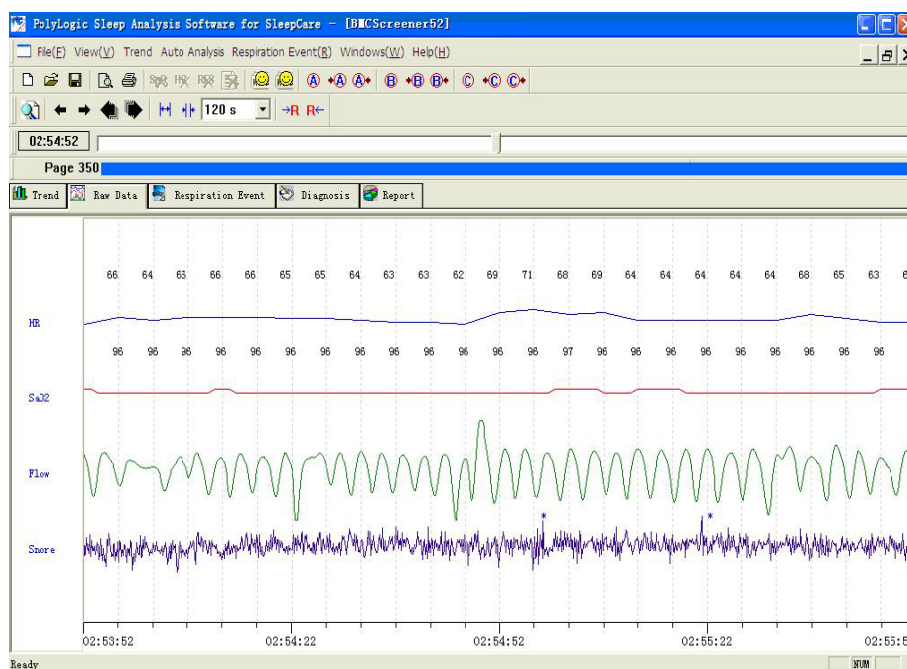 PolyLogic Sleep Analysis Software for SleepCare - [BMCScreener52]
File(F) View(V) Trend Auto Analysis Respiration Event(R) Windows(W) Help(H)
A +A A+ B +B B+ C +C C+
120 s →R R←
02:54:52
Page 350
Trend Raw Data Respiration Event Diagnosis Report
66 64 63 66 66 65 65 64 63 63 62 69 71 68 69 64 64 64 64 68 65 63
HR
96 96 96 96 96 96 96 96 96 96 96 96 96 97 96 96 96 96 96 96 96 96 96
SaO2
Flow
* *
Snore
02:53:52 02:54:22 02:54:52 02:55:22 02:55:5
Ready NUM